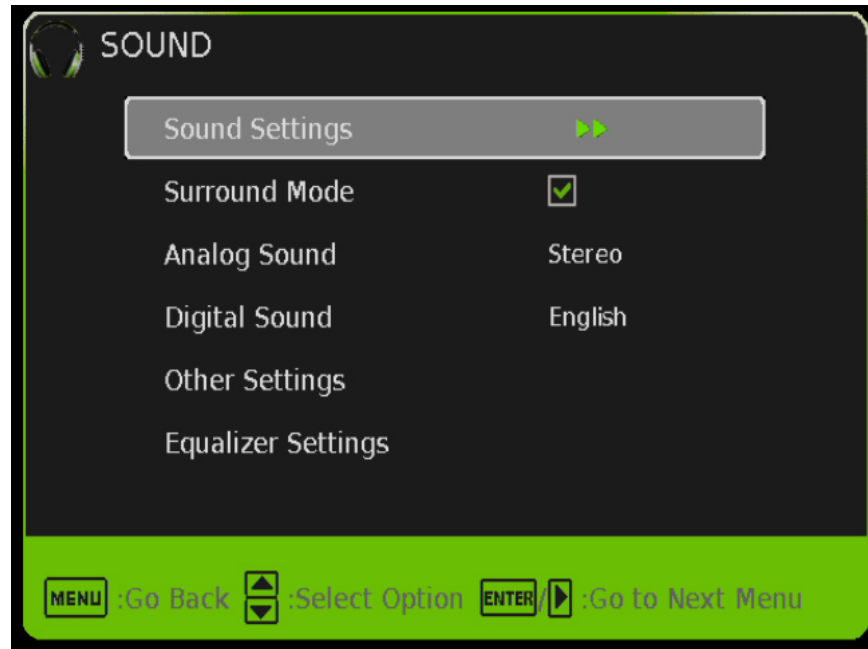 SOUND
Sound Settings
Surround Mode
Analog Sound Stereo
Digital Sound English
Other Settings
Equalizer Settings
MENU :Go Back :Select Option ENTER/ :Go to Next Menu